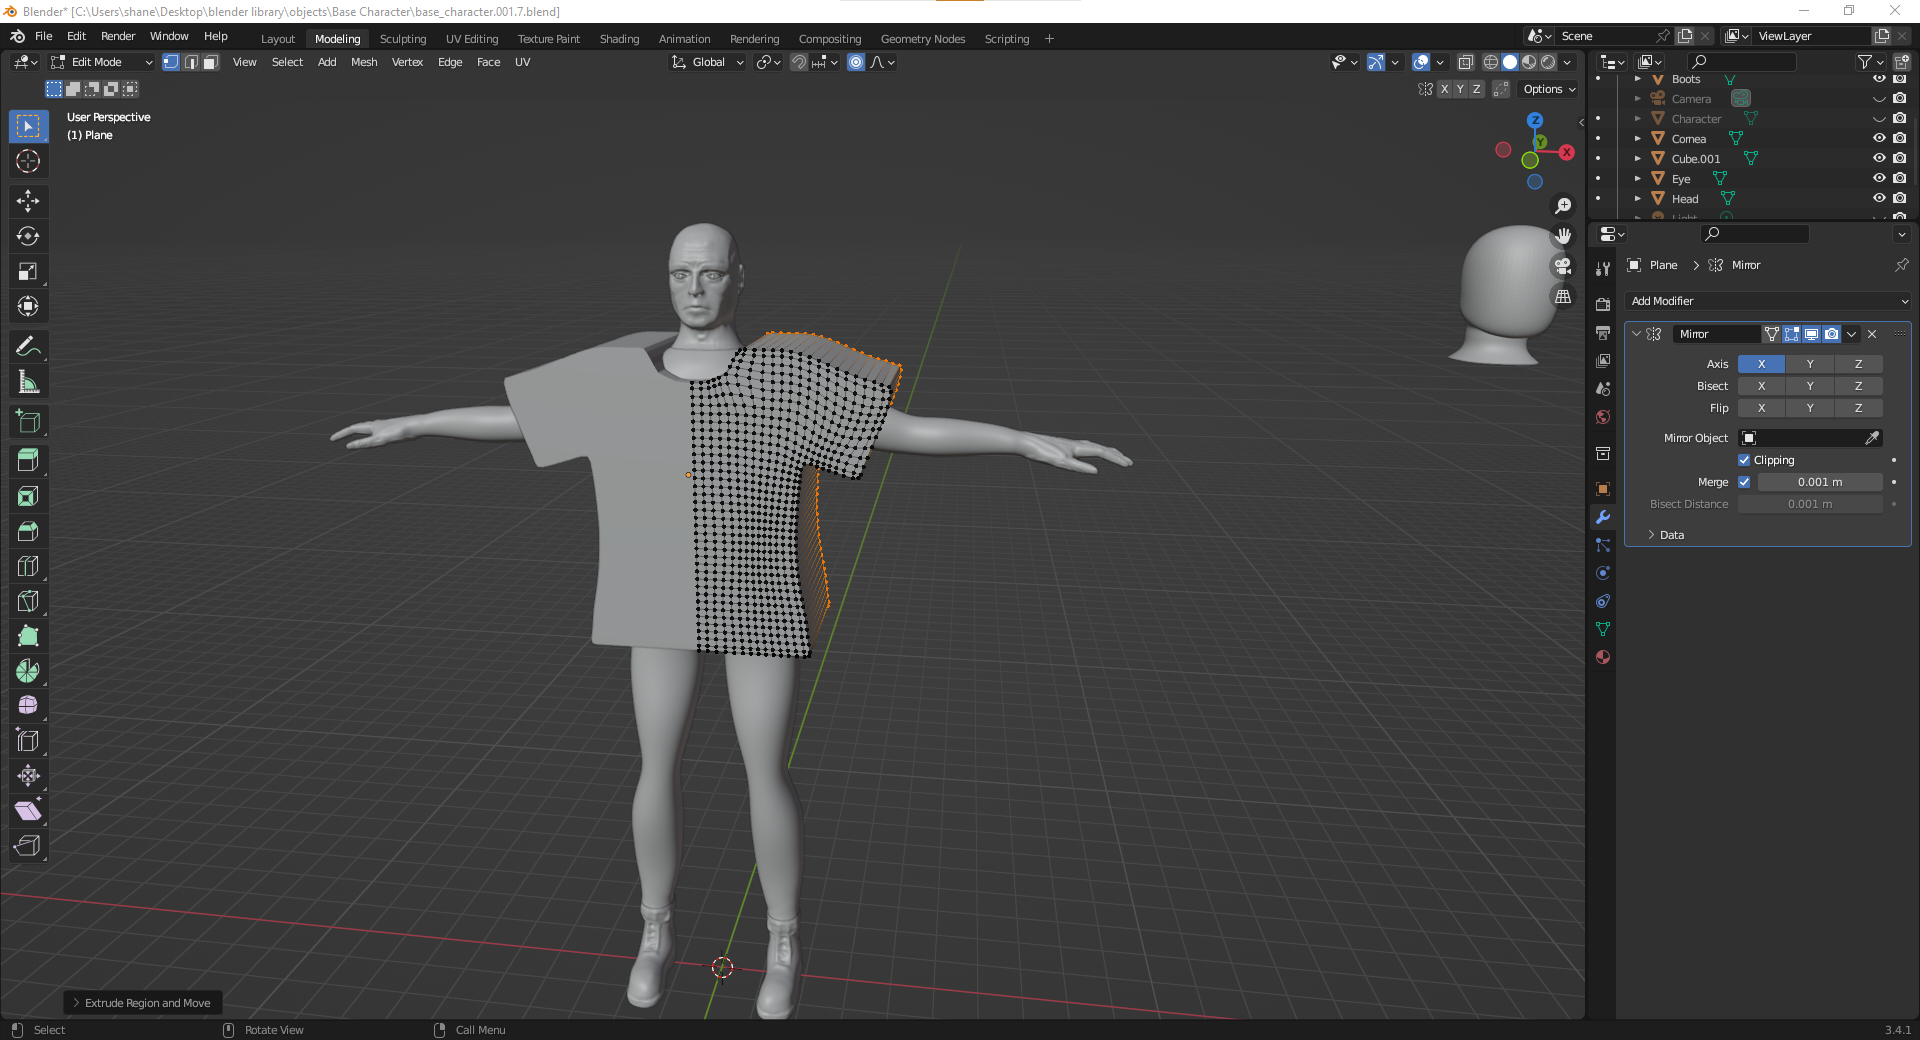 Blender* [C:\Users\shane\Desktop\blender library\objects\Base Character\base_character.001.7.blend]
File Edit Render Window Help Layout Modeling Sculpting UV Editing Texture Paint Shading Animation Rendering Compositing Geometry Nodes Scripting + Scene ViewLayer
Edit Mode View Select Add Mesh Vertex Edge Face UV Global
X Y Z Options
User Perspective
(1) Plane
Z
Y
X
Boots
Camera
Character
Cornea
Cube.001
Eye
Head
Light
Plane > Mirror
Add Modifier
Mirror
Axis X Y Z
Bisect X Y Z
Flip X Y Z
Mirror Object
Clipping
Merge 0.001 m
Bisect Distance 0.001 m
> Data
> Extrude Region and Move
Select Rotate View Call Menu 3.4.1